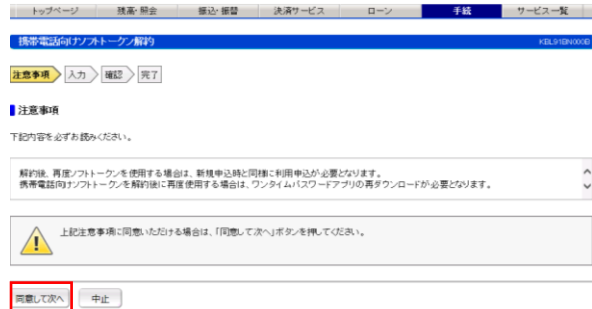 トップページ 残高・照会 振込・振替 決済サービス ローン 手続 サービス一覧
携帯電話向けソフトトークン解約 KBL91BN000B
注意事項 入力 確認 完了
注意事項
下記内容を必ずお読みください。
解約後、再度ソフトトークンを使用する場合は、新規申込時と同様に利用申込が必要となります。
携帯電話向けソフトトークンを解約後に再度使用する場合は、ワンタイムパスワードアプリの再ダウンロードが必要となります。
上記注意事項に同意いただける場合は、「同意して次へ」ボタンを押してください。
同意して次へ 中止